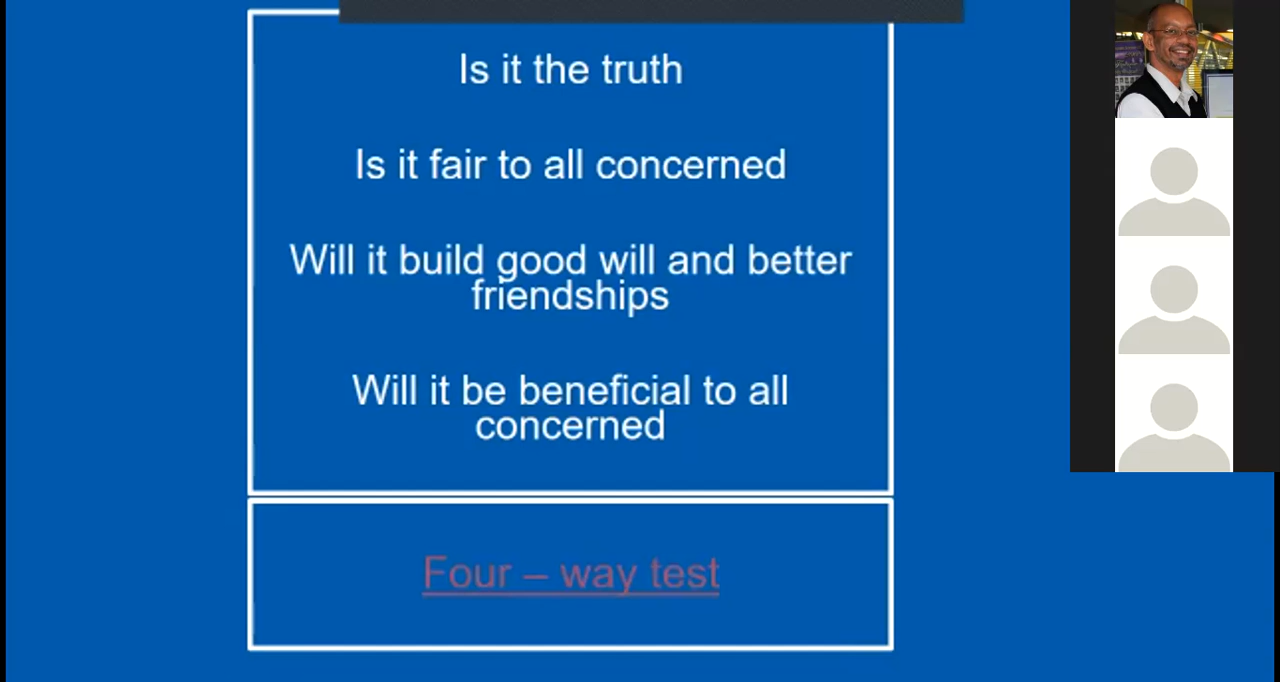 Is it the truth
Is it fair to all concerned
Will it build good will and better
friendships
Will it be beneficial to all
concerned
Four – way test